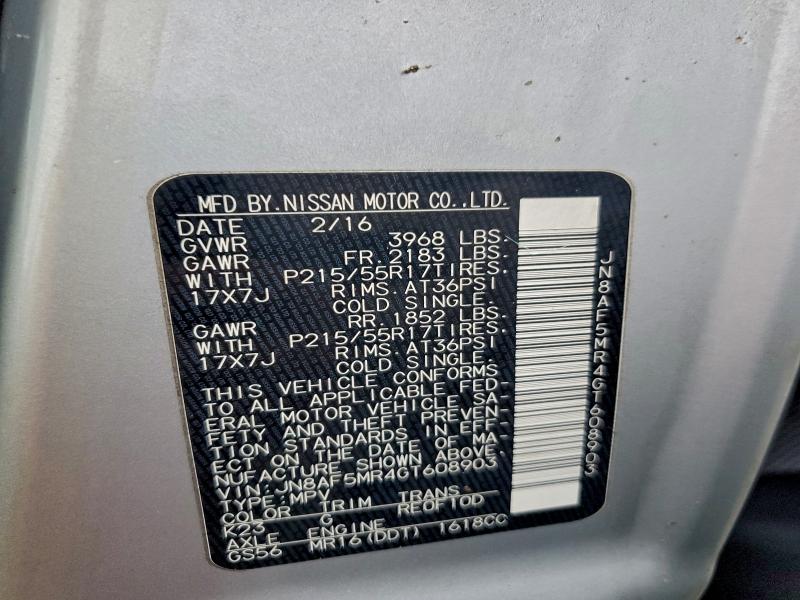 MFD BY.NISSAN MOTOR CO.,LTD.
DATE 2/16
GVWR 3968 LBS.
GAWR FR.2183 LBS.
WITH P215/55R17TIRES.
17X7J RIMS.AT36PSI
COLD SINGLE.
GAWR RR.1852 LBS.
WITH P215/55R17TIRES.
17X7J RIMS.AT36PSI
COLD SINGLE.
THIS VEHICLE CONFORMS
TO ALL APPLICABLE FED-
ERAL MOTOR VEHICLE SA-
FETY AND THEFT PREVEN-
TION STANDARDS IN EFF-
ECT ON THE DATE OF MA-
NUFACTURE SHOWN ABOVE.
VIN:JN8AF5MR4GT608903
TYPE:MPV
COLOR TRIM TRANS.
K23 G RE0F10D
AXLE ENGINE
GS56 MR16(DDT) 1618CC
JN8AF5MR4GT608903